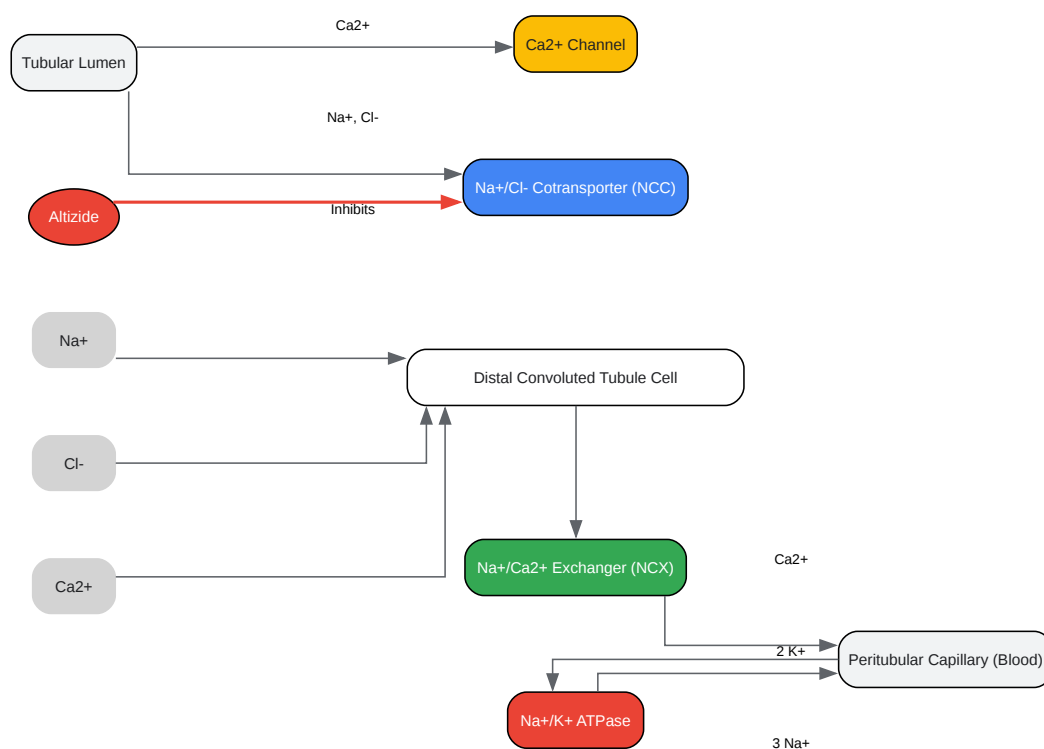 Ca2+
Ca2+ Channel
Tubular Lumen
Na+, Cl-
Na+/Cl- Cotransporter (NCC)
Altizide
Inhibits
Na+
Distal Convoluted Tubule Cell
Cl-
Na+/Ca2+ Exchanger (NCX)
Ca2+
Ca2+
2 K+
Peritubular Capillary (Blood)
Na+/K+ ATPase
3 Na+